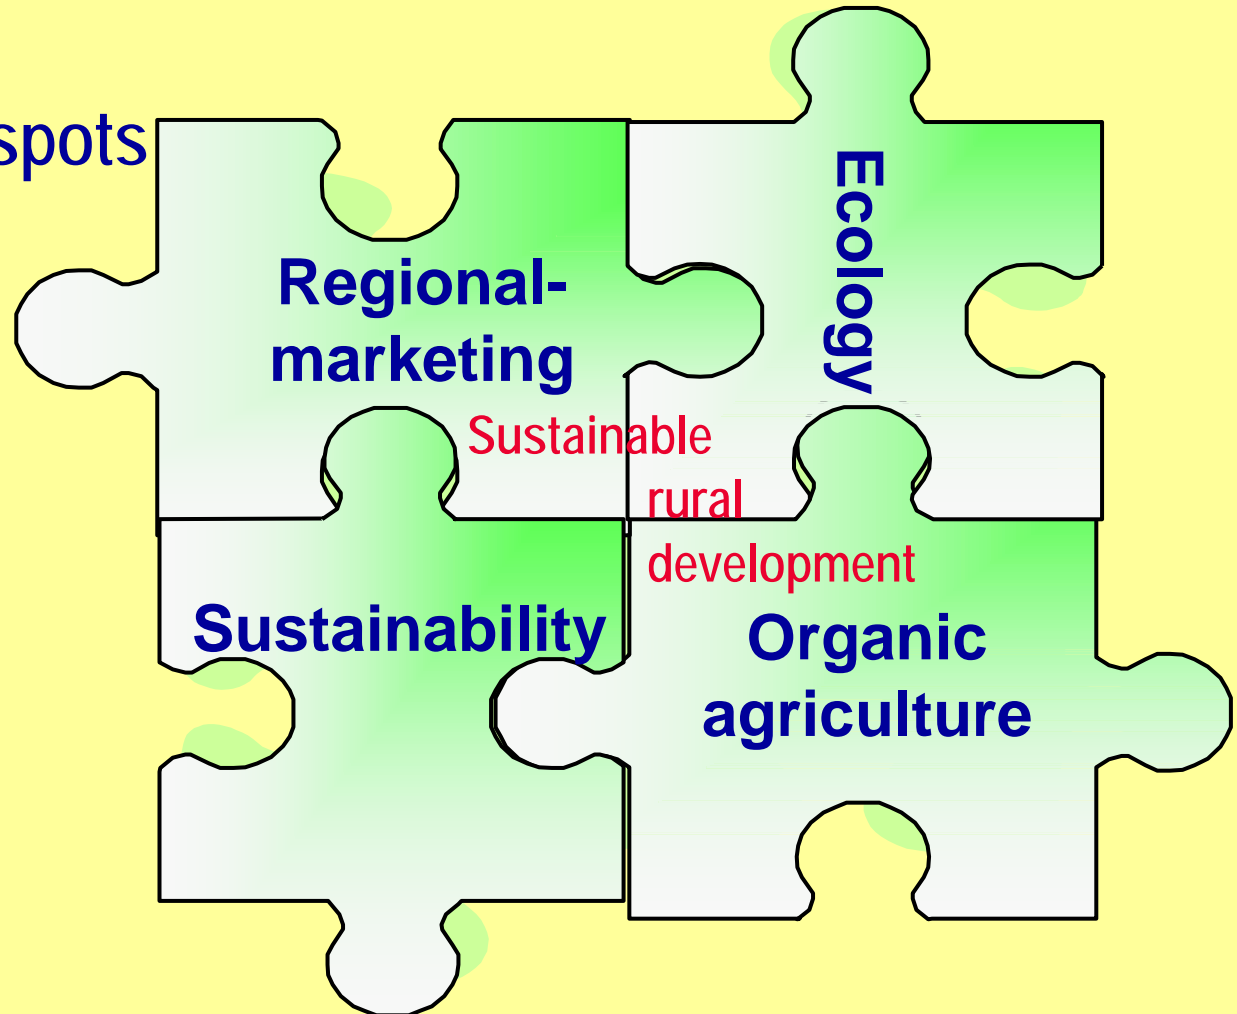 spots
Regional-
marketing
Ecology
Sustainable
rural
development
Sustainability
Organic
agriculture